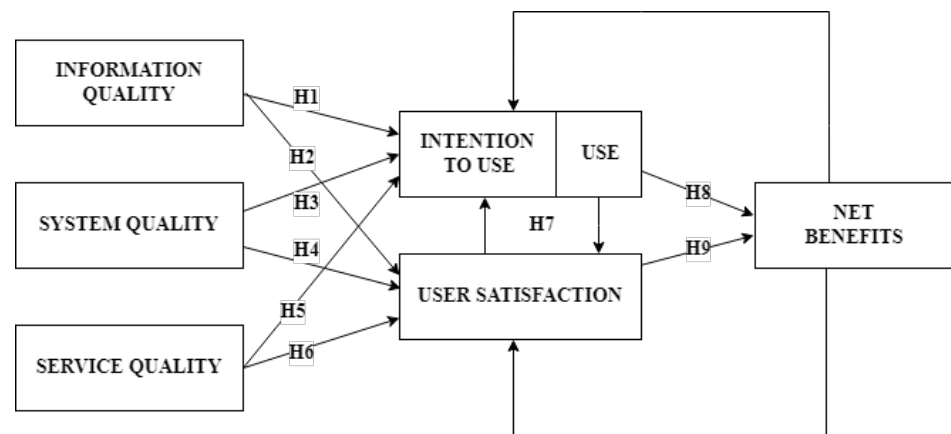 INFORMATION
QUALITY
H1
INTENTION
TO USE
USE
H2
SYSTEM QUALITY
H3
H8
NET
BENEFITS
H7
H4
H9
USER SATISFACTION
H5
SERVICE QUALITY
H6